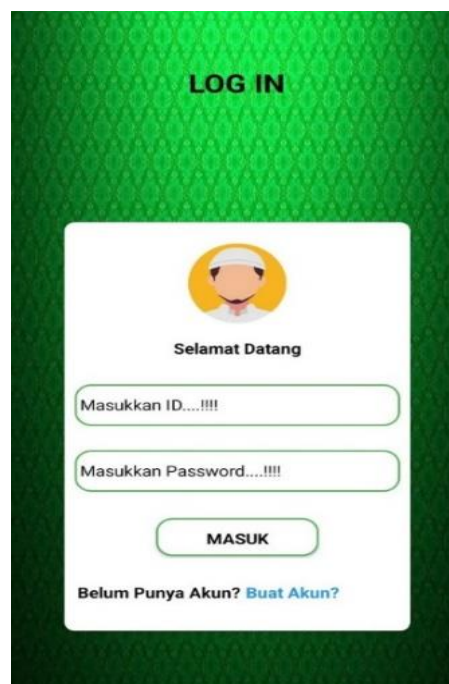 LOG IN
Selamat Datang
Masukkan ID....!!!!
Masukkan Password....!!!!
MASUK
Belum Punya Akun? Buat Akun?